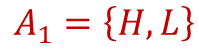 A₁ = {H, L}